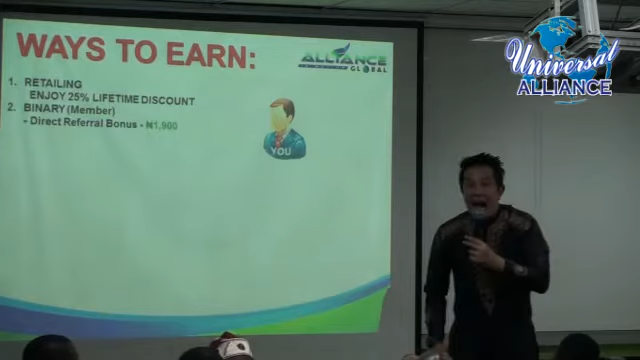 WAYS TO EARN:
ALLIANCE
GLOBAL
1. RETAILING
ENJOY 25% LIFETIME DISCOUNT
2. BINARY (Member)
- Direct Referral Bonus - ₦1,900
YOU
Universal
ALLIANCE